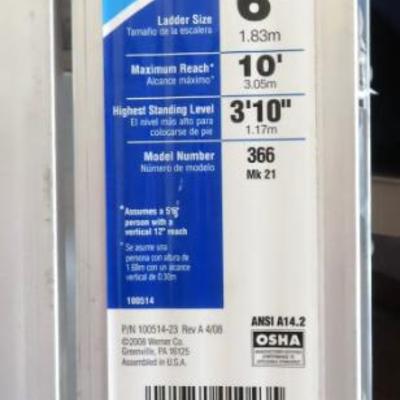 Ladder Size
Tamaño de la escalera
6'
1.83m
Maximum Reach*
Alcance máximo*
10'
3.05m
Highest Standing Level
El nivel más alto para
colocarse de pie
3'10"
1.17m
Model Number
Número de modelo
366
Mk 21
*Assumes a 5'6"
person with a
vertical 12" reach
*Se asume una
persona con altura de
1.68m con un alcance
vertical de 0.30m
100514
P/N 100514-23 Rev A 4/08
©2008 Werner Co.
Greenville, PA 16125
Assembled in U.S.A.
ANSI A14.2
OSHA